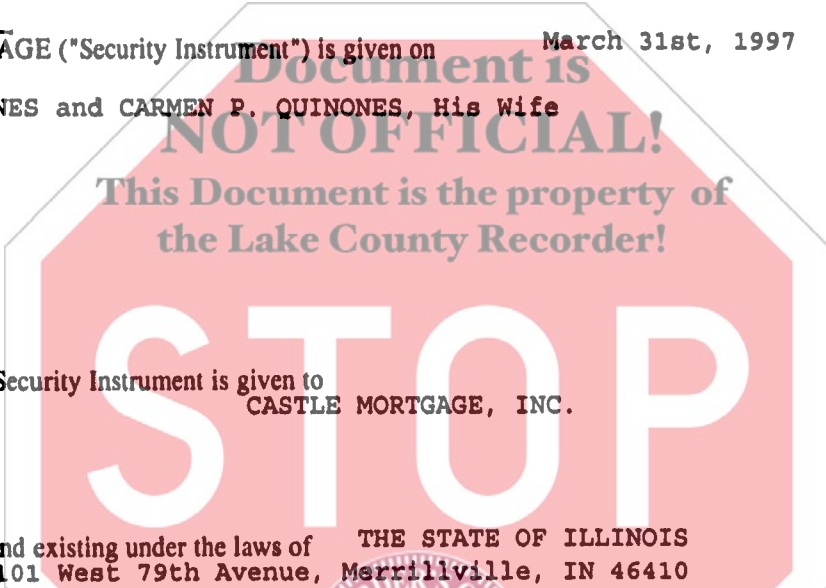 AGE ("Security Instrument") is given on March 31st, 1997
Document is
NES and CARMEN P. QUINONES, His Wife
NOT OFFICIAL!
This Document is the property of
the Lake County Recorder!
STOP
Security Instrument is given to
CASTLE MORTGAGE, INC.
nd existing under the laws of THE STATE OF ILLINOIS
101 West 79th Avenue, Merrillville, IN 46410